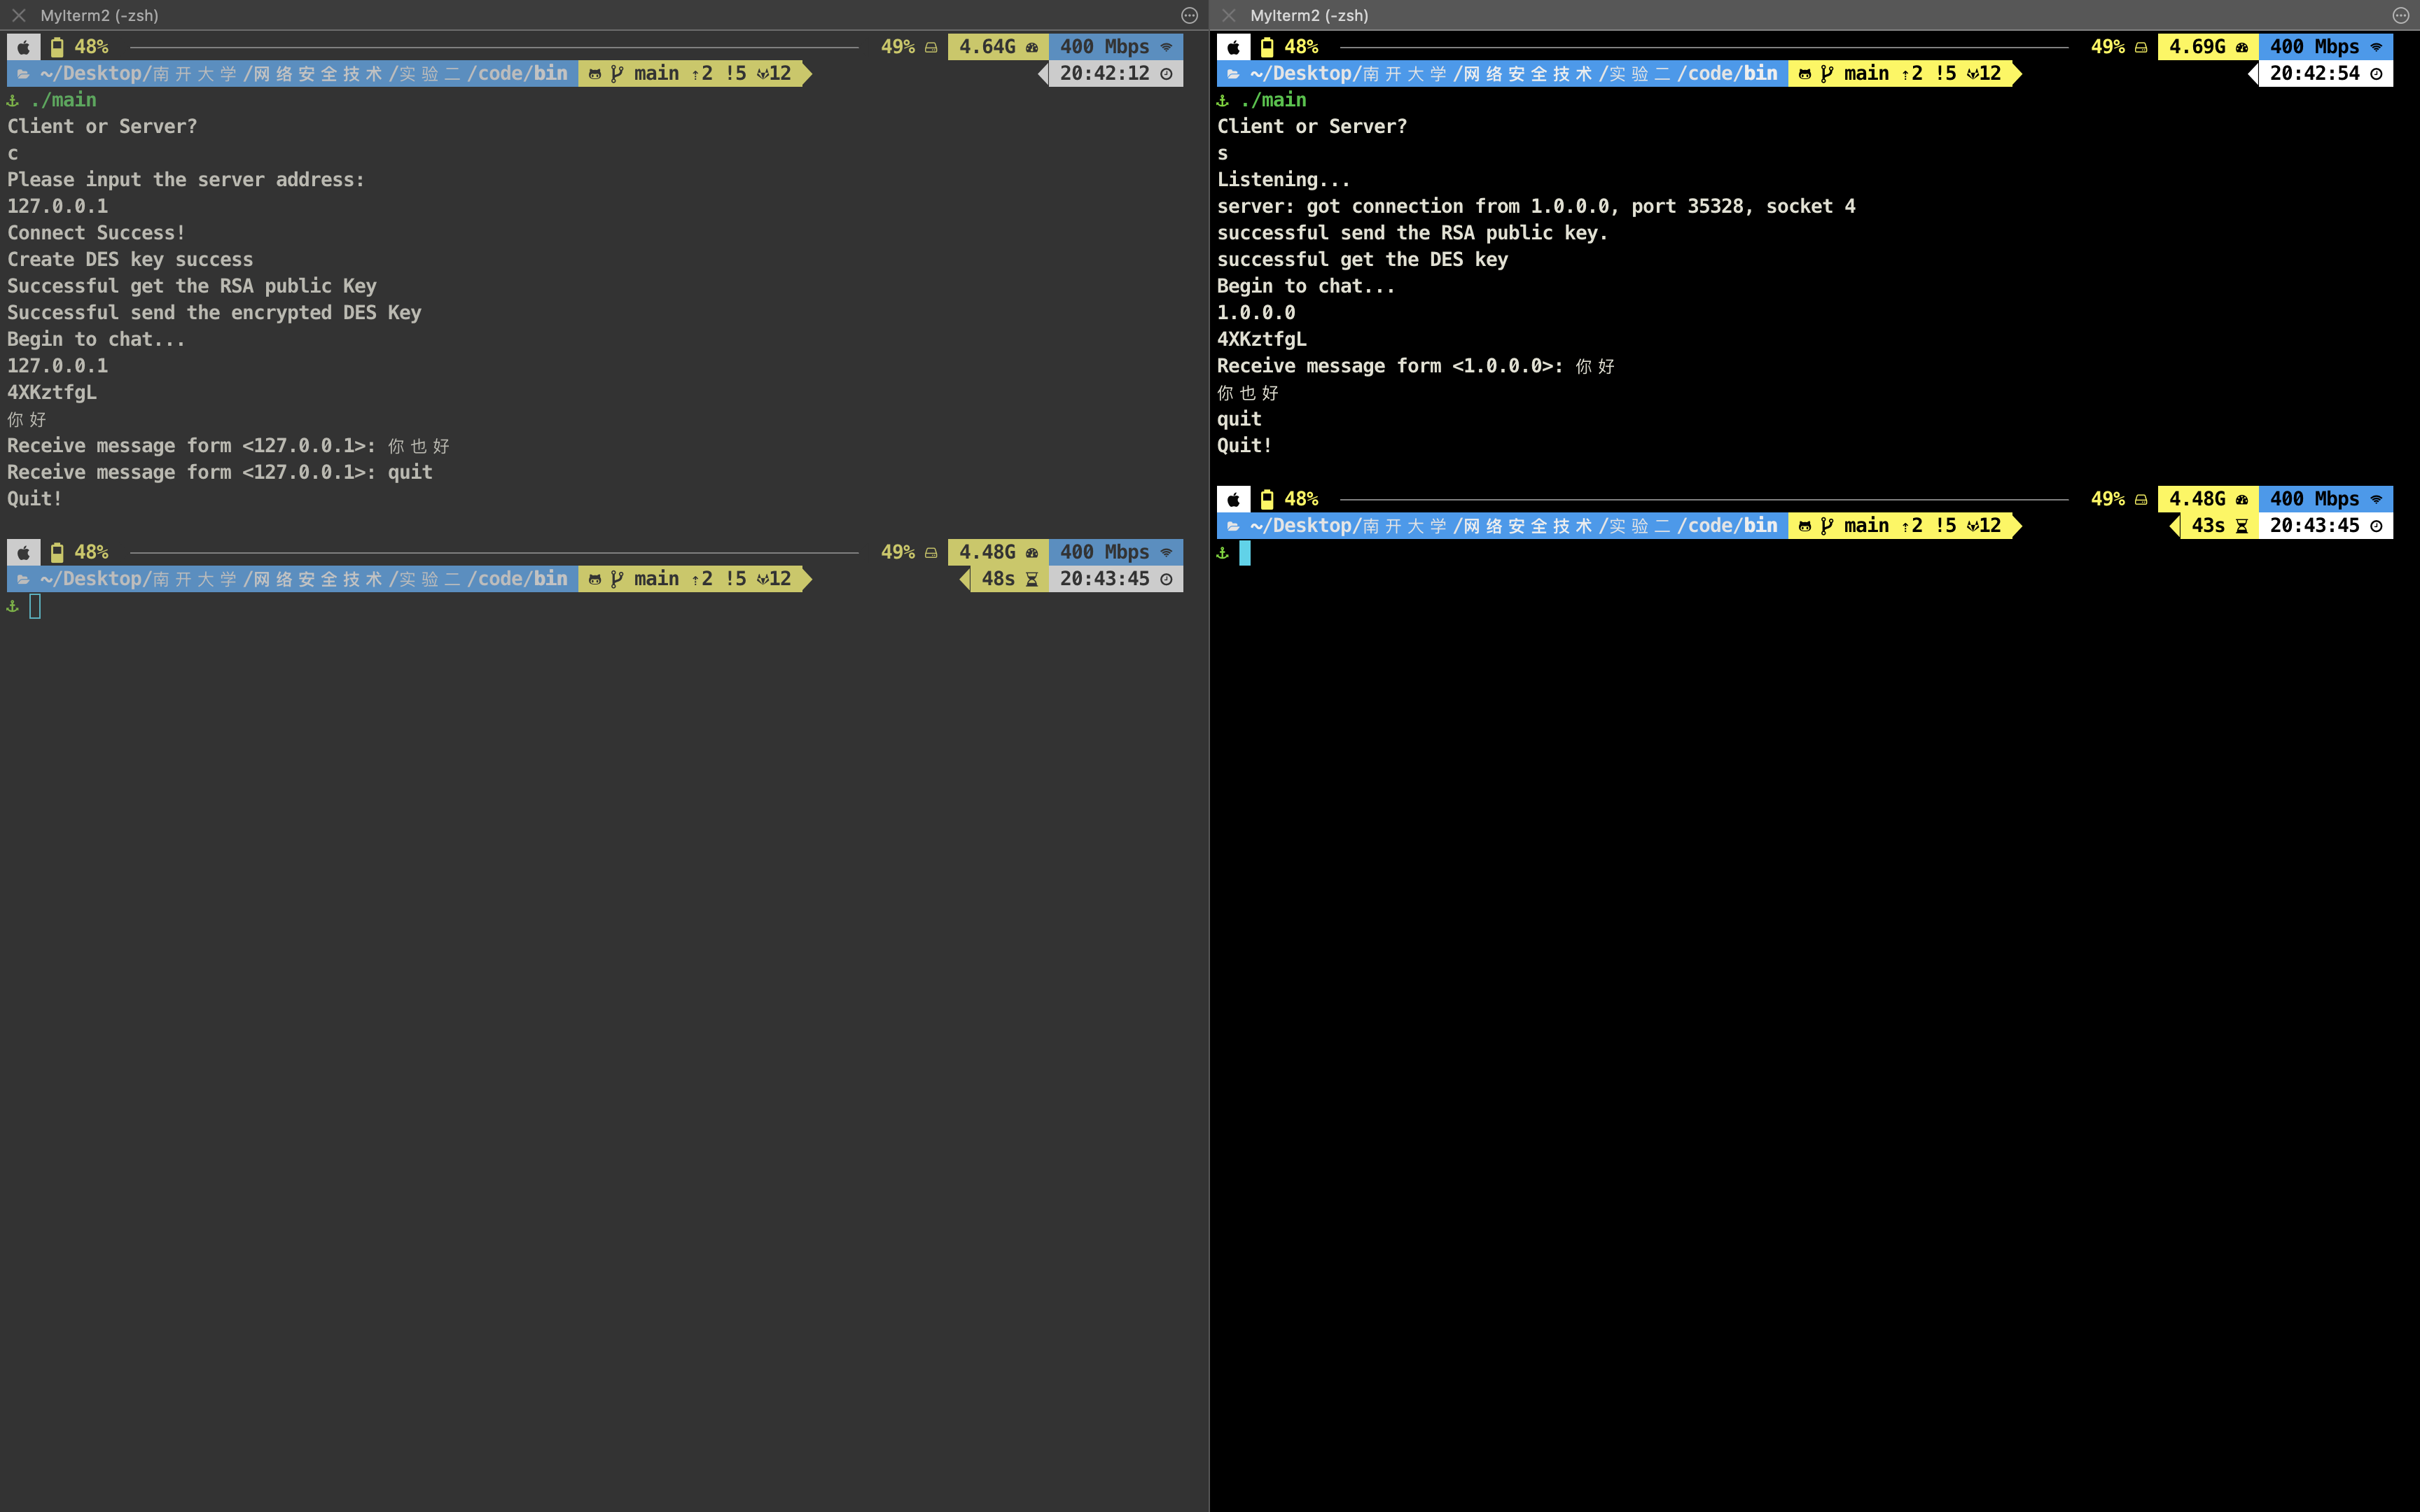 MyIterm2 (-zsh)
48% 49% 4.64G 400 Mbps
~/Desktop/南开大学/网络安全技术/实验二/code/bin main ⇡2 !5 12 20:42:12
./main
Client or Server?
c
Please input the server address:
127.0.0.1
Connect Success!
Create DES key success
Successful get the RSA public Key
Successful send the encrypted DES Key
Begin to chat...
127.0.0.1
4XKztfgL
你好
Receive message form <127.0.0.1>: 你也好
Receive message form <127.0.0.1>: quit
Quit!
48% 49% 4.48G 400 Mbps
~/Desktop/南开大学/网络安全技术/实验二/code/bin main ⇡2 !5 12 48s 20:43:45
MyIterm2 (-zsh)
48% 49% 4.69G 400 Mbps
~/Desktop/南开大学/网络安全技术/实验二/code/bin main ⇡2 !5 12 20:42:54
./main
Client or Server?
s
Listening...
server: got connection from 1.0.0.0, port 35328, socket 4
successful send the RSA public key.
successful get the DES key
Begin to chat...
1.0.0.0
4XKztfgL
Receive message form <1.0.0.0>: 你好
你也好
quit
Quit!
48% 49% 4.48G 400 Mbps
~/Desktop/南开大学/网络安全技术/实验二/code/bin main ⇡2 !5 12 43s 20:43:45